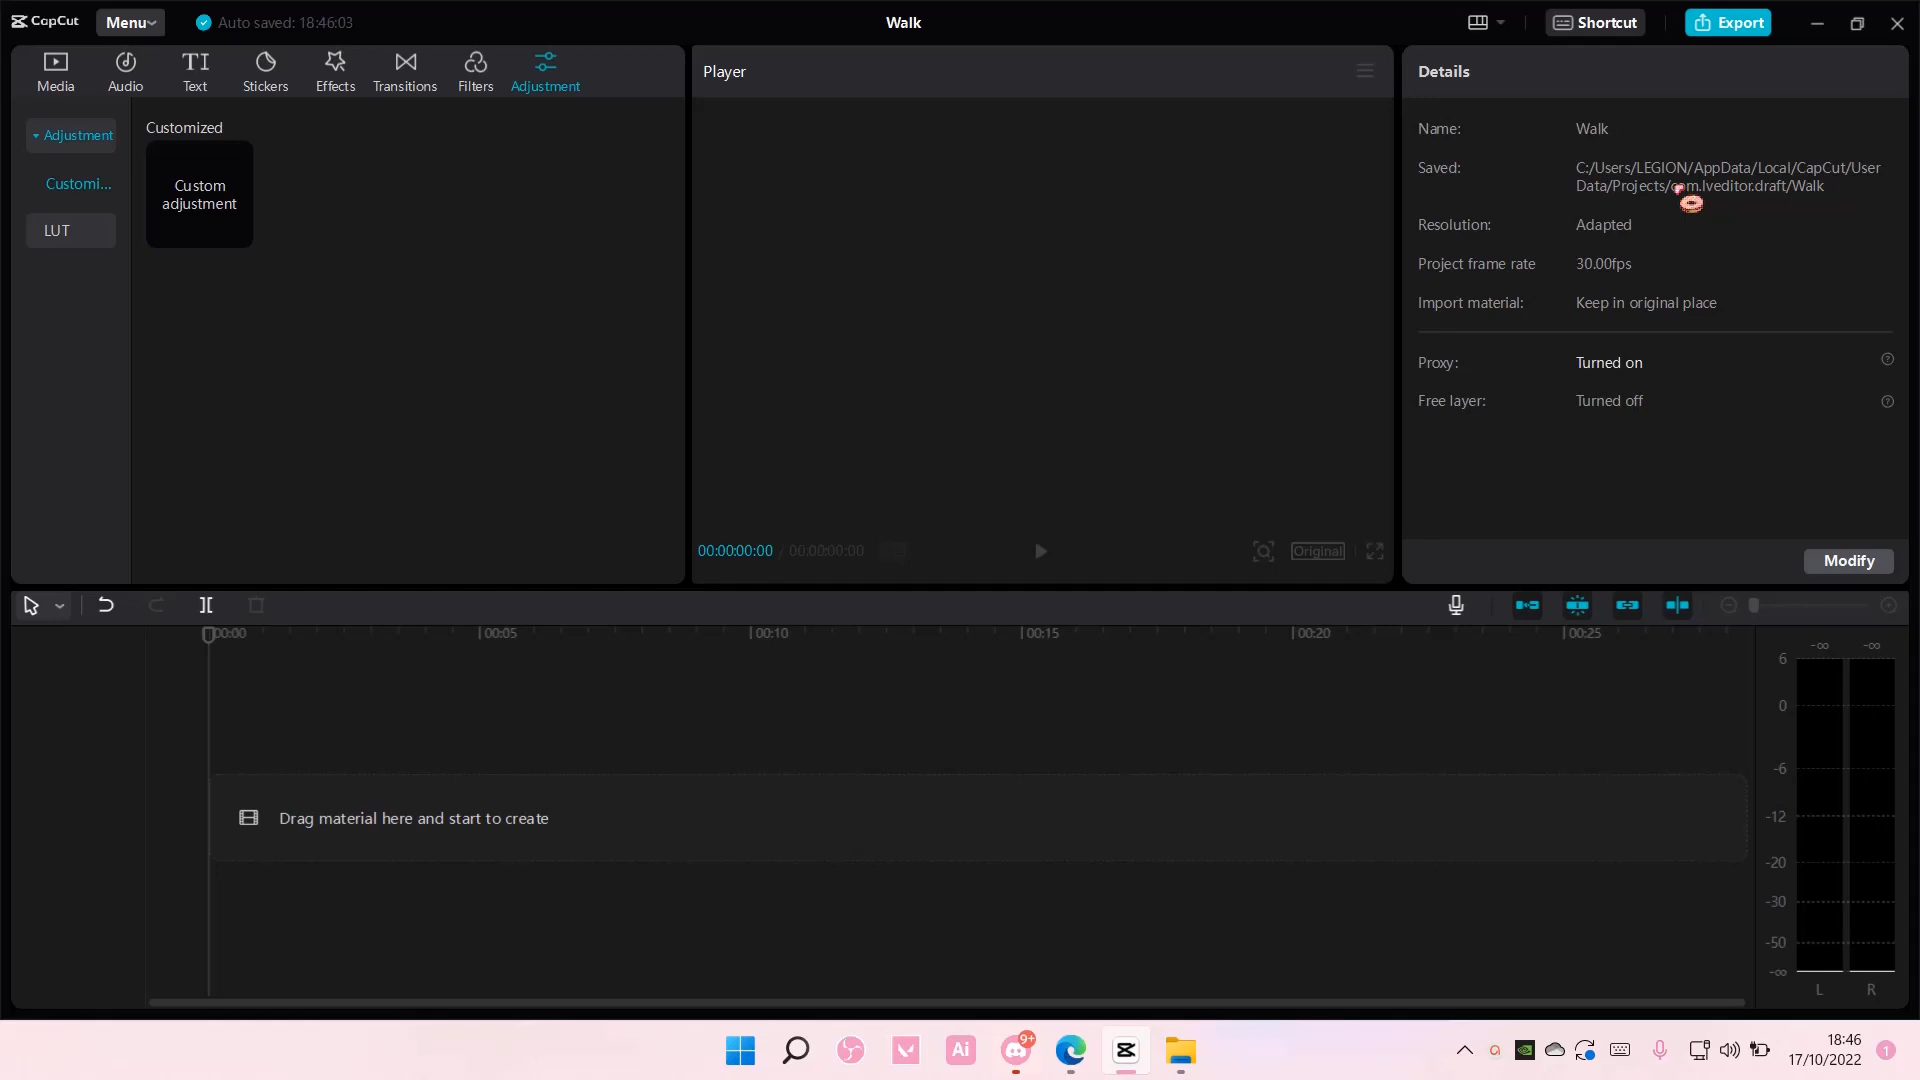 CapCut
Menu
Auto saved: 18:46:03
Walk
Shortcut
Export
Media
Audio
TI
Text
Stickers
Effects
Transitions
Filters
Adjustment
Adjustment
Customi...
LUT
Customized
Custom
adjustment
Player
00:00:00:00 / 00:00:00:00
Original
Details
Name: Walk
Saved: C:/Users/LEGION/AppData/Local/CapCut/User
Data/Projects/com.lveditor.draft/Walk
Resolution: Adapted
Project frame rate 30.00fps
Import material: Keep in original place
Proxy: Turned on
Free layer: Turned off
Modify
00:00 00:05 00:10 00:15 00:20 00:25
Drag material here and start to create
-∞ -∞
6
0
-6
-12
-20
-30
-50
-∞
L R
Ai
9+
18:46
17/10/2022
1